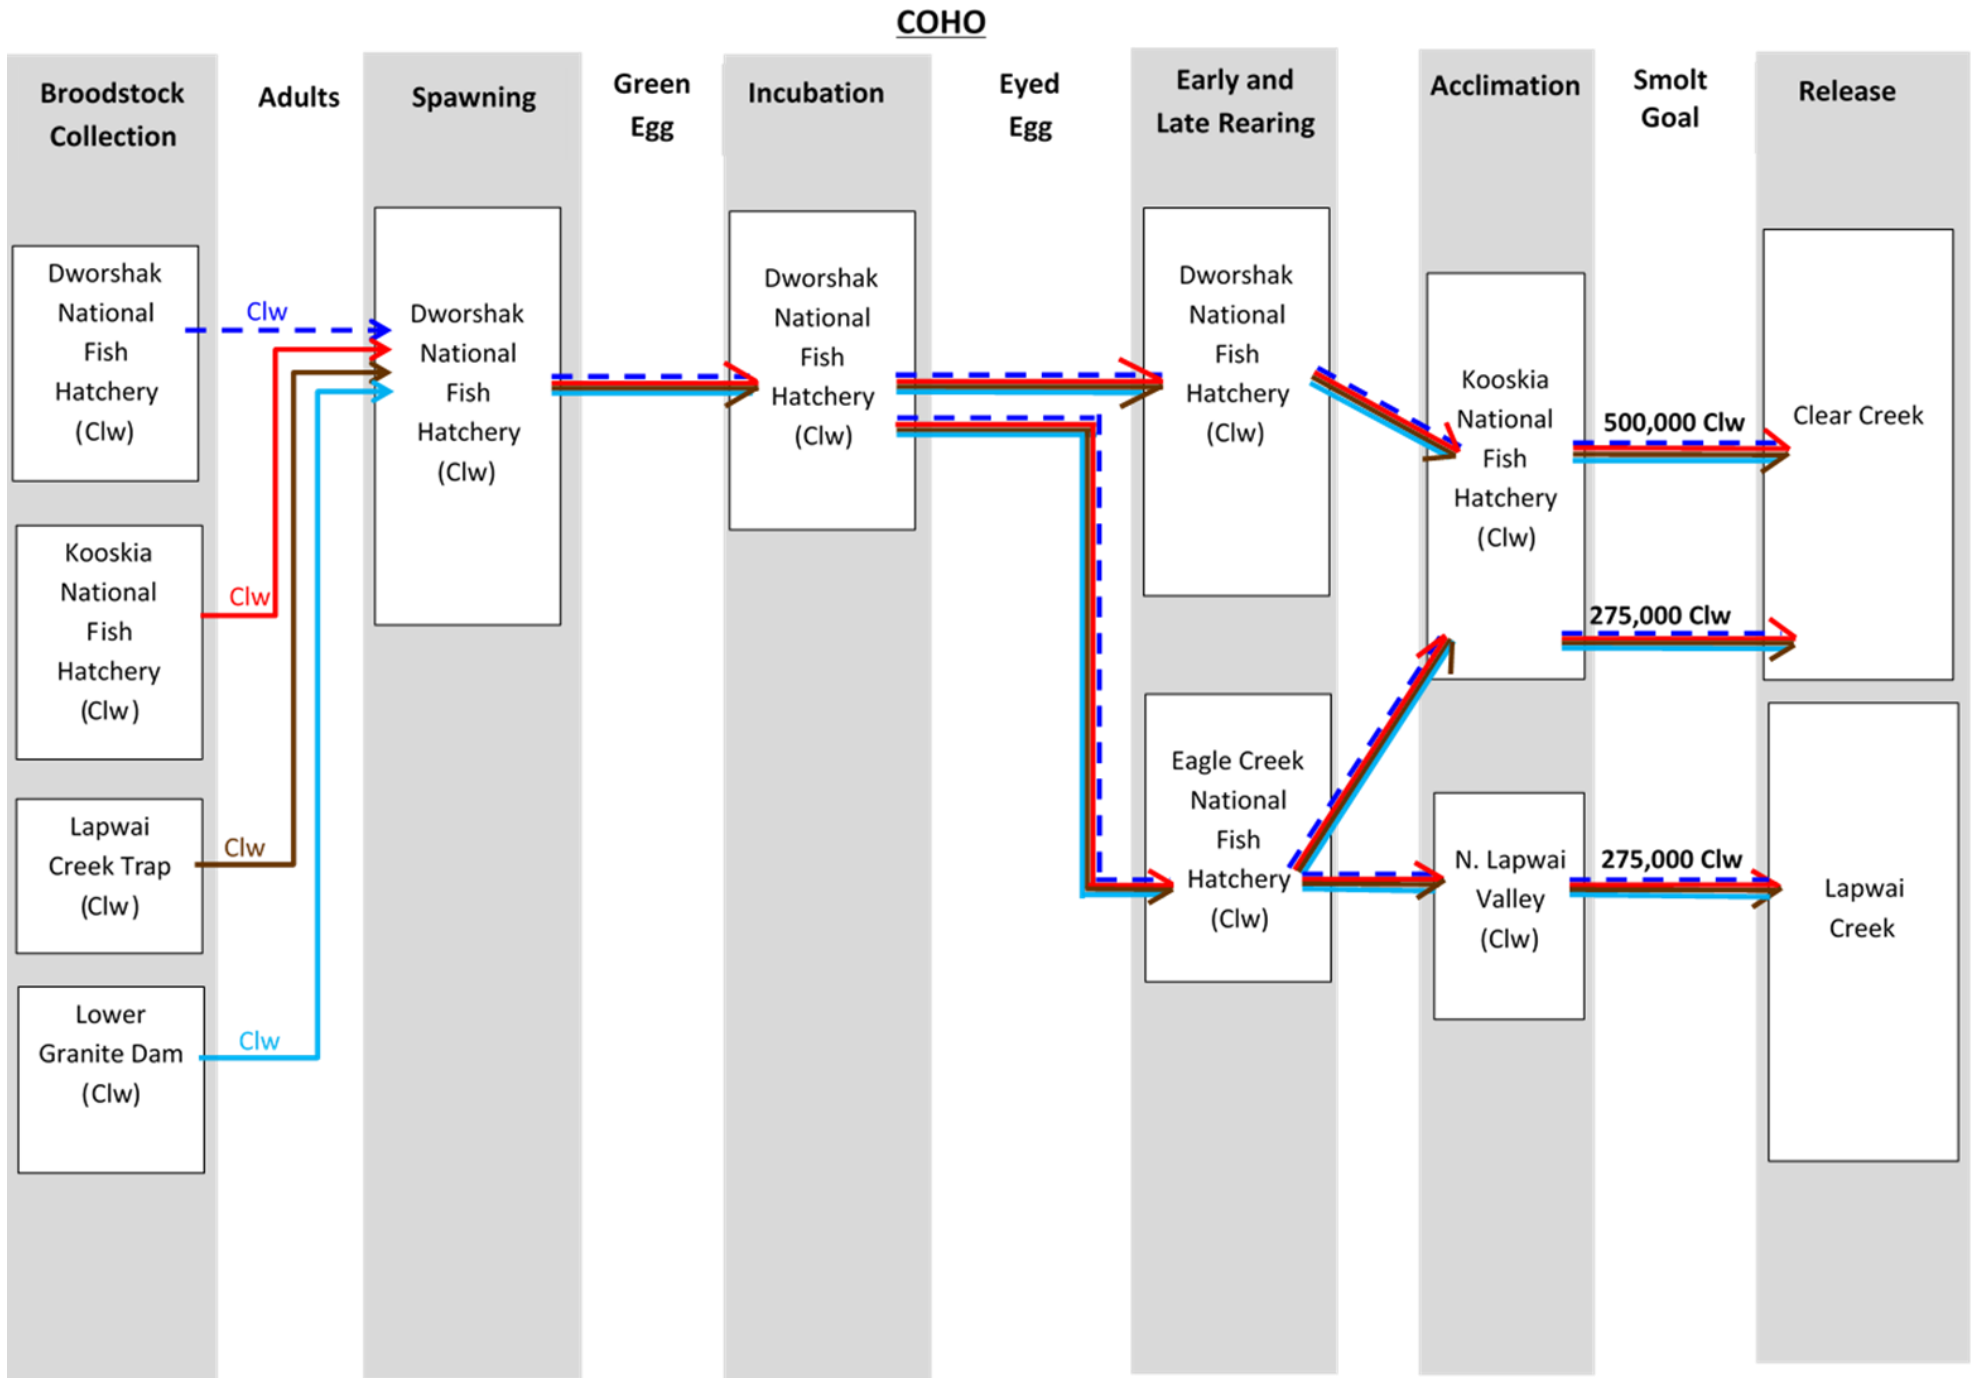 COHO
Broodstock
Collection
Adults
Spawning
Green
Egg
Incubation
Eyed
Egg
Early and
Late Rearing
Acclimation
Smolt
Goal
Release
Dworshak
National
Fish
Hatchery
(Clw)
Kooskia
National
Fish
Hatchery
(Clw)
Lapwai
Creek Trap
(Clw)
Lower
Granite Dam
(Clw)
Clw
Clw
Clw
Clw
Dworshak
National
Fish
Hatchery
(Clw)
Dworshak
National
Fish
Hatchery
(Clw)
Dworshak
National
Fish
Hatchery
(Clw)
Eagle Creek
National
Fish
Hatchery
(Clw)
Kooskia
National
Fish
Hatchery
(Clw)
N. Lapwai
Valley
(Clw)
500,000 Clw
275,000 Clw
275,000 Clw
Clear Creek
Lapwai
Creek